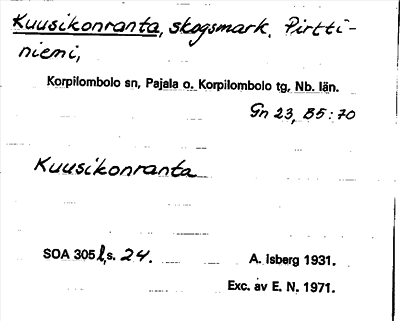 Kuusikonranta, skogsmark, Pirtti-
niemi,
Korpilombolo sn, Pajala o. Korpilombolo tg, Nb. län.
Gn 23, B5:70
Kuusikonranta
SOA 305 l, s. 24. A. Isberg 1931.
Exc. av E. N. 1971.